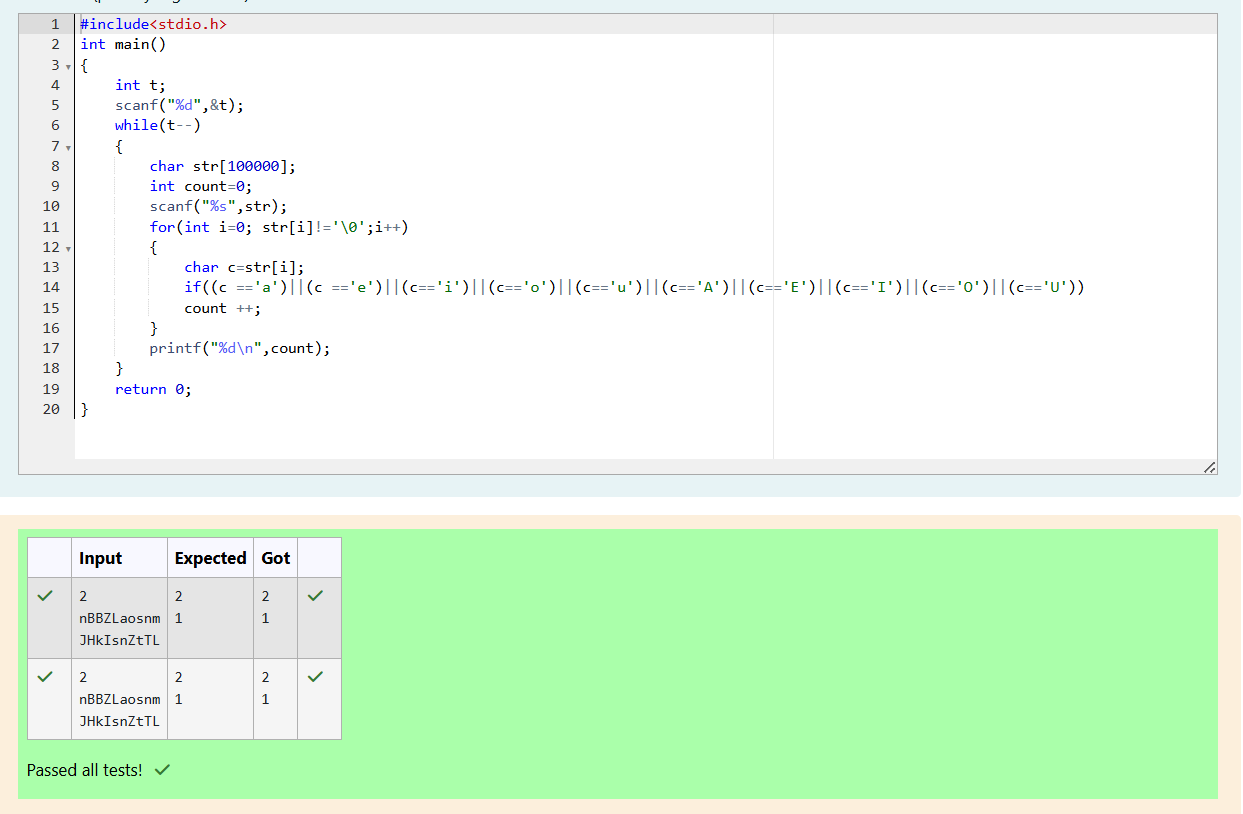 1 #include<stdio.h>
2 int main()
3 {
4 int t;
5 scanf("%d",&t);
6 while(t--)
7 {
8 char str[100000];
9 int count=0;
10 scanf("%s",str);
11 for(int i=0; str[i]!='\0';i++)
12 {
13 char c=str[i];
14 if((c =='a')||(c =='e')||(c=='i')||(c=='o')||(c=='u')||(c=='A')||(c=='E')||(c=='I')||(c=='O')||(c=='U'))
15 count ++;
16 }
17 printf("%d\n",count);
18 }
19 return 0;
20 }
Input Expected Got
2 2 2
nBBZLaosnm 1 1
JHkIsnZtTL
2 2 2
nBBZLaosnm 1 1
JHkIsnZtTL
Passed all tests!